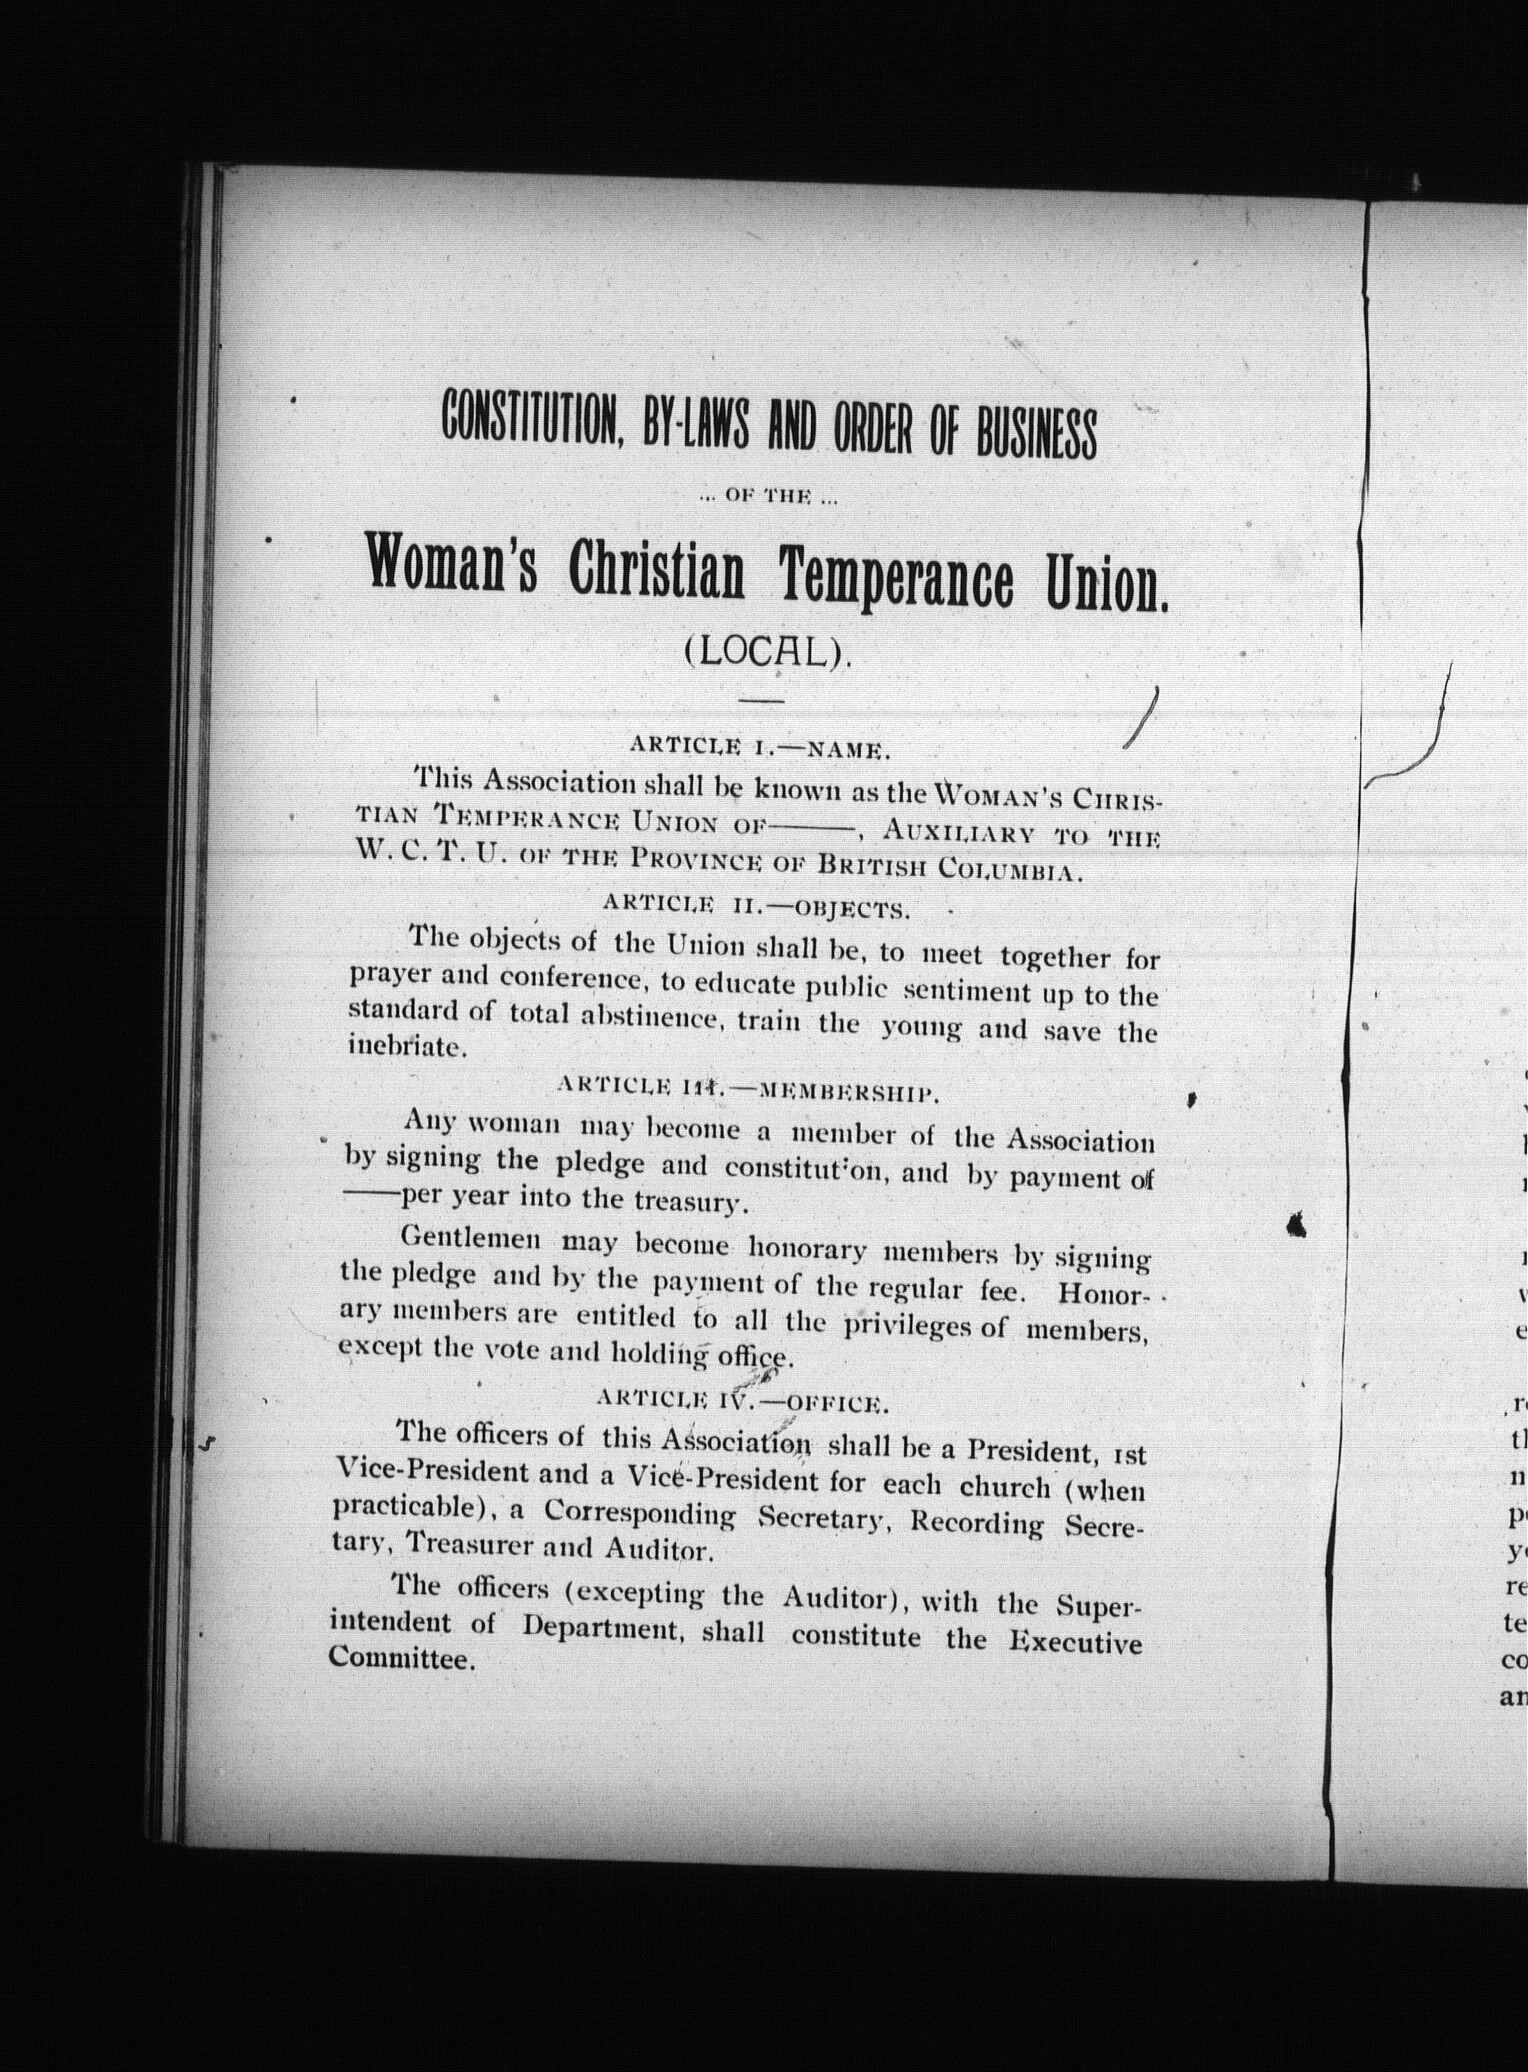 CONSTITUTION, BY-LAWS AND ORDER OF BUSINESS
... OF THE ...
Woman's Christian Temperance Union.
(LOCAL).
ARTICLE I.—NAME.
This Association shall be known as the WOMAN'S CHRIS-
TIAN TEMPERANCE UNION OF———, AUXILIARY TO THE
W. C. T. U. OF THE PROVINCE OF BRITISH COLUMBIA.
ARTICLE II.—OBJECTS.
The objects of the Union shall be, to meet together for
prayer and conference, to educate public sentiment up to the
standard of total abstinence, train the young and save the
inebriate.
ARTICLE III.—MEMBERSHIP.
Any woman may become a member of the Association
by signing the pledge and constitution, and by payment of
——per year into the treasury.
Gentlemen may become honorary members by signing
the pledge and by the payment of the regular fee. Honor-
ary members are entitled to all the privileges of members,
except the vote and holding office.
ARTICLE IV.—OFFICE.
The officers of this Association shall be a President, 1st
Vice-President and a Vice-President for each church (when
practicable), a Corresponding Secretary, Recording Secre-
tary, Treasurer and Auditor.
The officers (excepting the Auditor), with the Super-
intendent of Department, shall constitute the Executive
Committee.